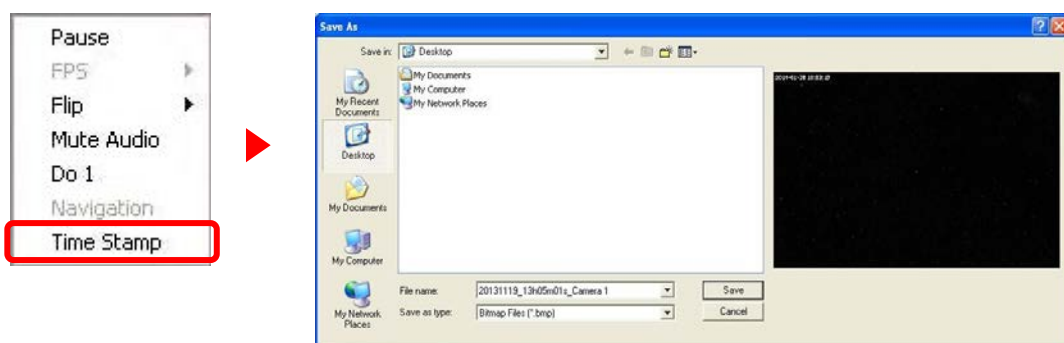 Pause
FPS
Flip
Mute Audio
Do 1
Navigation
Time Stamp
Save As
Save in:
Desktop
My Documents
My Computer
My Network Places
My Recent
Documents
Desktop
My Documents
My Computer
My Network
Places
File name:
20131119_13h05m01s_Camera 1
Save
Save as type:
Bitmap Files (*.bmp)
Cancel